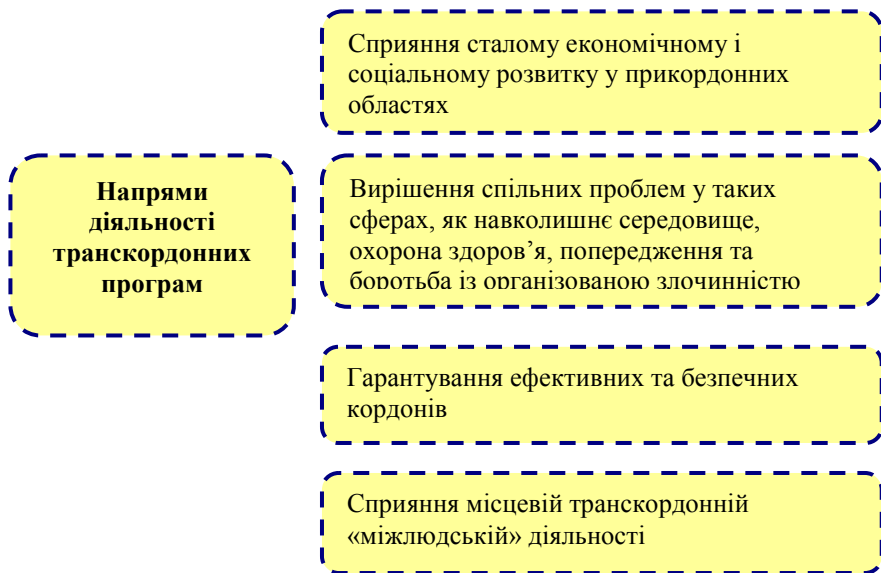 Сприяння сталому економічному і
соціальному розвитку у прикордонних
областях
Напрями
діяльності
транскордонних
програм
Вирішення спільних проблем у таких
сферах, як навколишнє середовище,
охорона здоров’я, попередження та
боротьба із організованою злочинністю
Гарантування ефективних та безпечних
кордонів
Сприяння місцевій транскордонній
«міжлюдській» діяльності